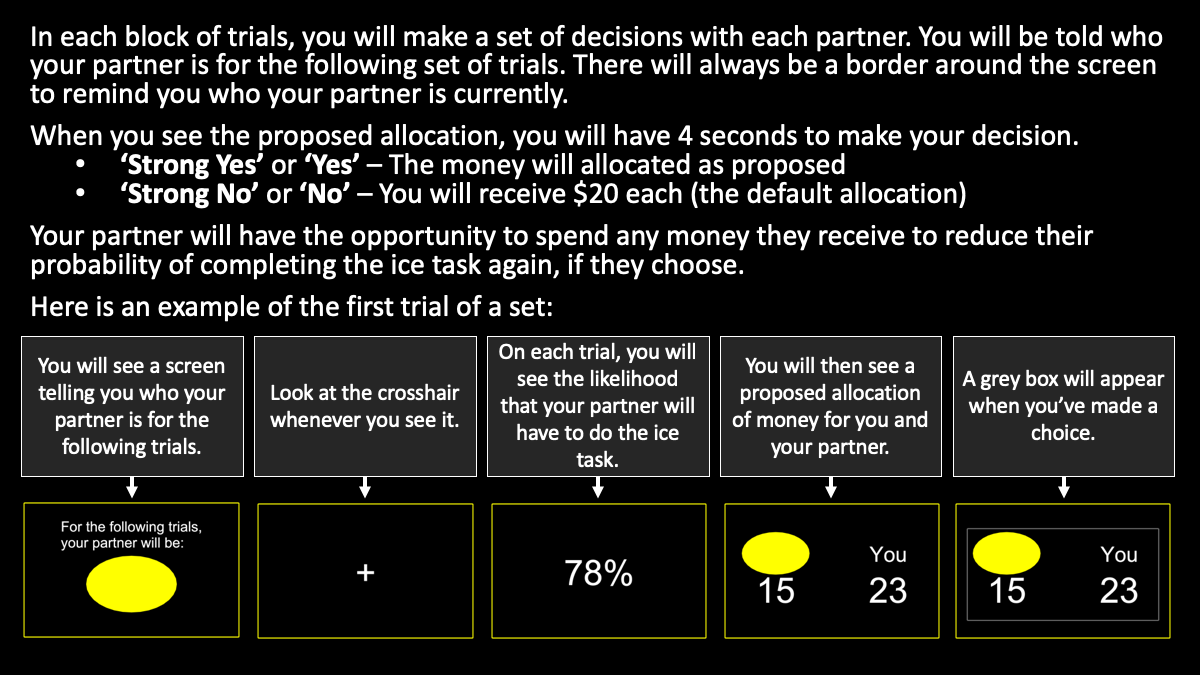 In each block of trials, you will make a set of decisions with each partner. You will be told who
your partner is for the following set of trials. There will always be a border around the screen
to remind you who your partner is currently.
When you see the proposed allocation, you will have 4 seconds to make your decision.
• ‘Strong Yes’ or ‘Yes’ – The money will allocated as proposed
• ‘Strong No’ or ‘No’ – You will receive $20 each (the default allocation)
Your partner will have the opportunity to spend any money they receive to reduce their
probability of completing the ice task again, if they choose.
Here is an example of the first trial of a set:
You will see a screen
telling you who your
partner is for the
following trials.
Look at the crosshair
whenever you see it.
On each trial, you will
see the likelihood
that your partner will
have to do the ice
task.
You will then see a
proposed allocation
of money for you and
your partner.
A grey box will appear
when you’ve made a
choice.
For the following trials,
your partner will be:
+
78%
You
15 23
You
15 23